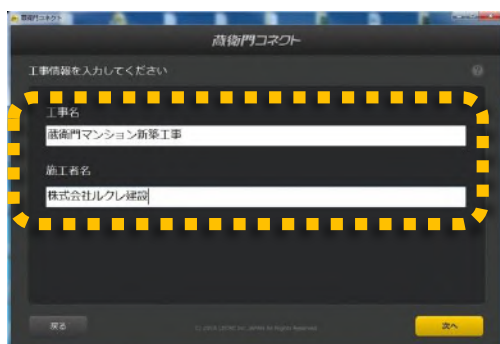 蔵衛門コネクト
蔵衛門コネクト
工事情報を入力してください
工事名
蔵衛門マンション新築工事
施工者名
株式会社ルクレ建設
戻る
次へ